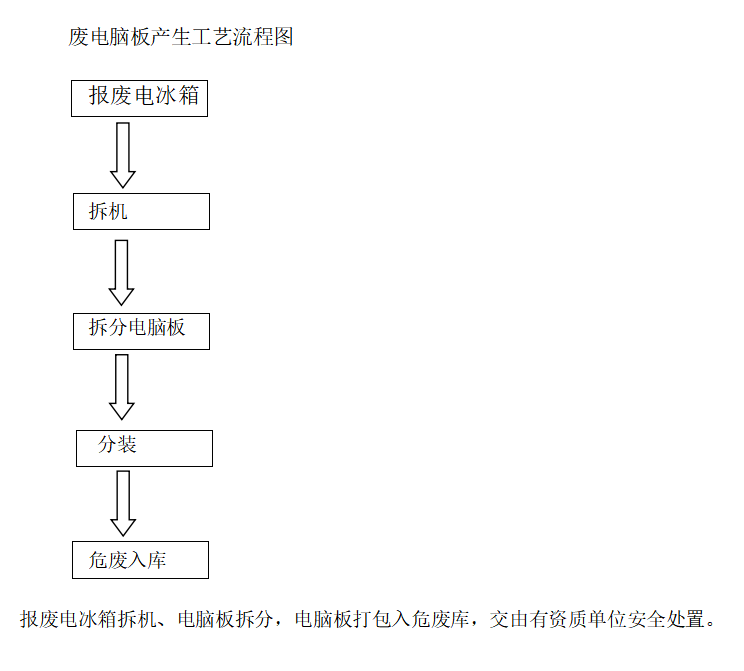 废电脑板产生工艺流程图
报废电冰箱
拆机
拆分电脑板
分装
危废入库
报废电冰箱拆机、电脑板拆分，电脑板打包入危废库，交由有资质单位安全处置。